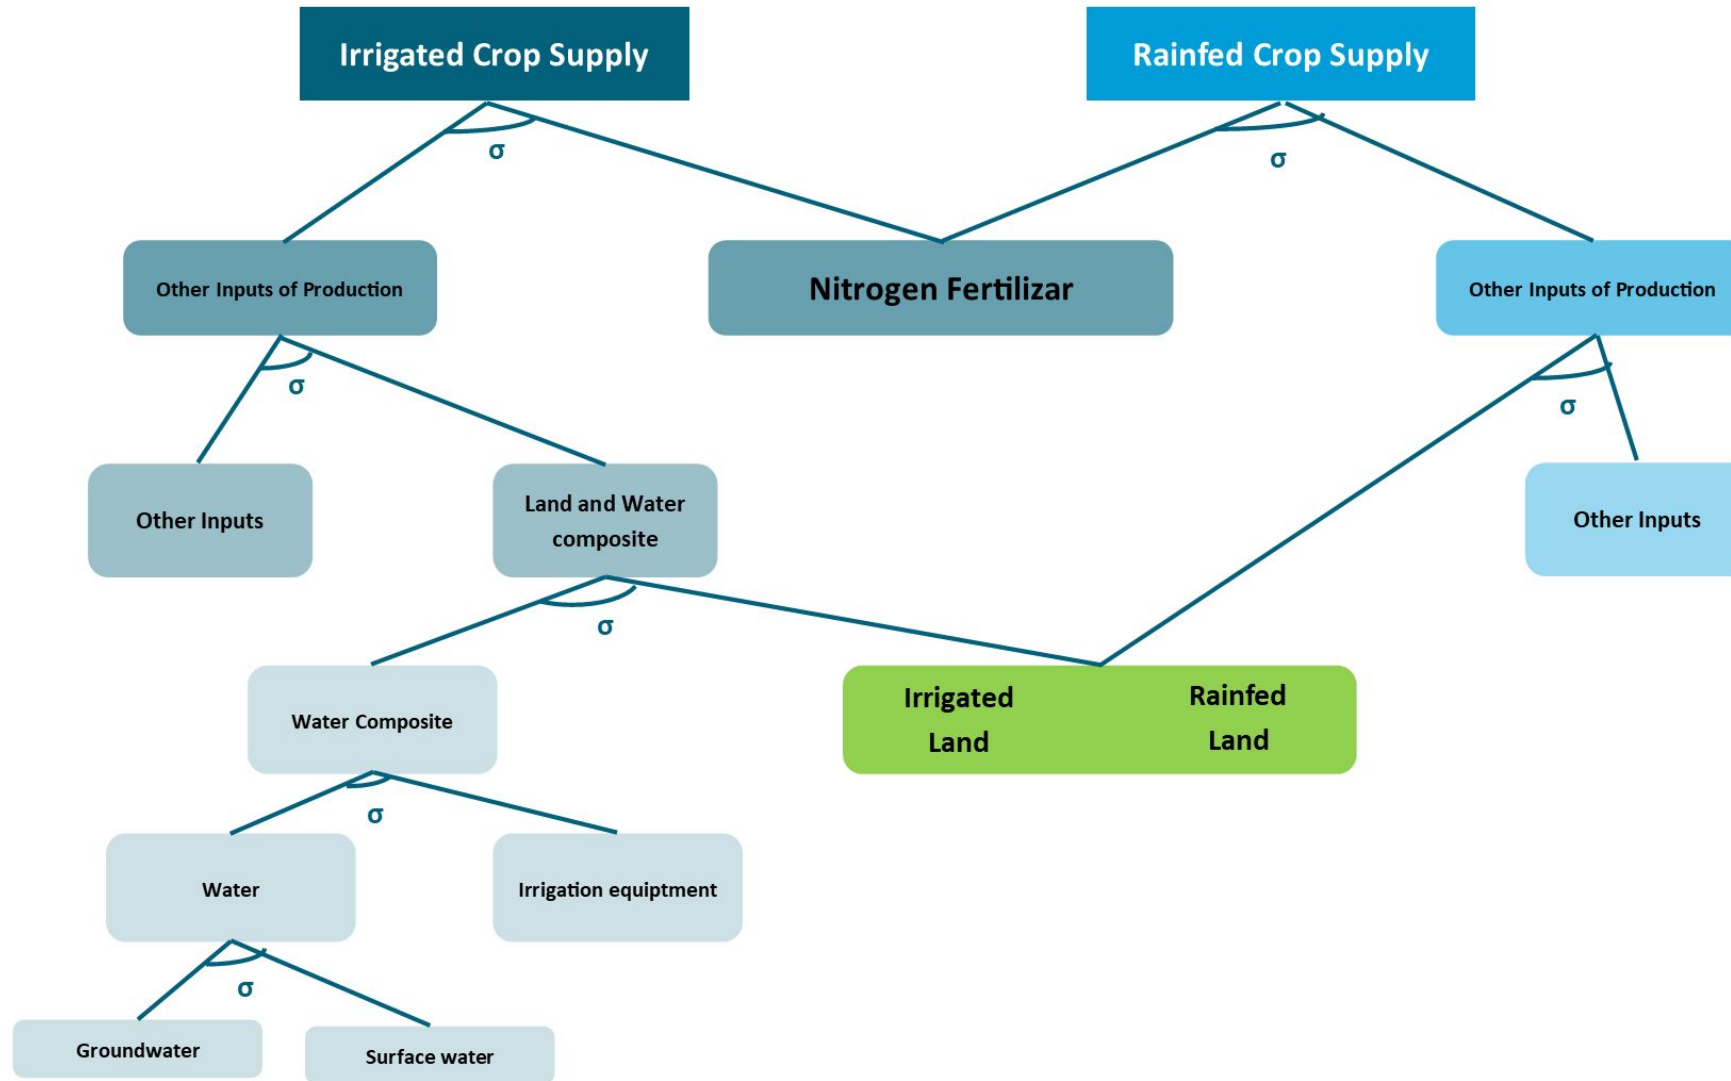 Irrigated Crop Supply
Rainfed Crop Supply
σ
σ
Other Inputs of Production
Nitrogen Fertilizar
Other Inputs of Production
σ
σ
Other Inputs
Land and Water
composite
Other Inputs
σ
Water Composite
Irrigated
Land
Rainfed
Land
σ
Water
Irrigation equiptment
σ
Groundwater
Surface water